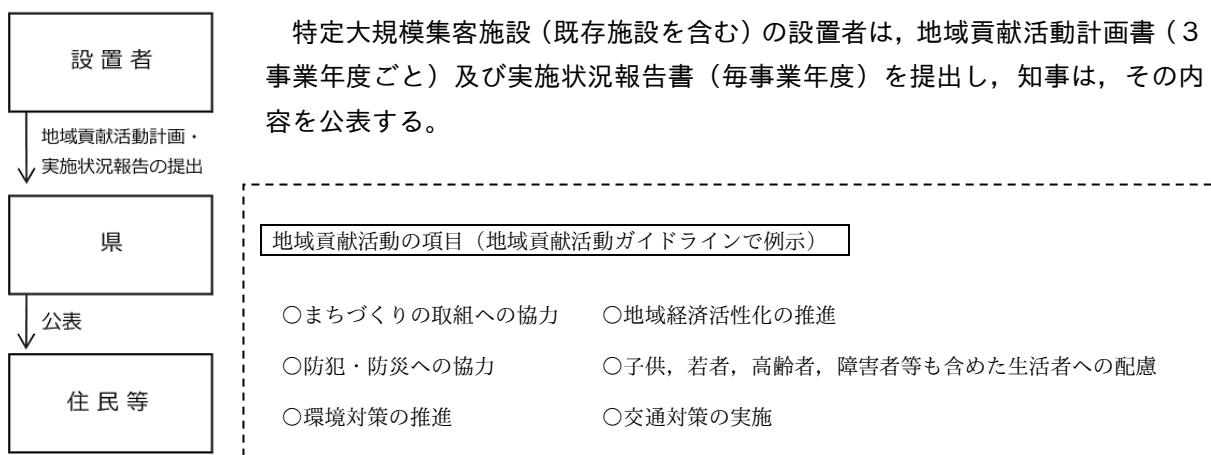 設置者
地域貢献活動計画・
実施状況報告の提出
県
公表
住民等
特定大規模集客施設(既存施設を含む)の設置者は,地域貢献活動計画書(3
事業年度ごと)及び実施状況報告書(毎事業年度)を提出し,知事は,その内
容を公表する。
地域貢献活動の項目(地域貢献活動ガイドラインで例示)
○まちづくりの取組への協力 ○地域経済活性化の推進
○防犯・防災への協力 ○子供,若者,高齢者,障害者等も含めた生活者への配慮
○環境対策の推進 ○交通対策の実施